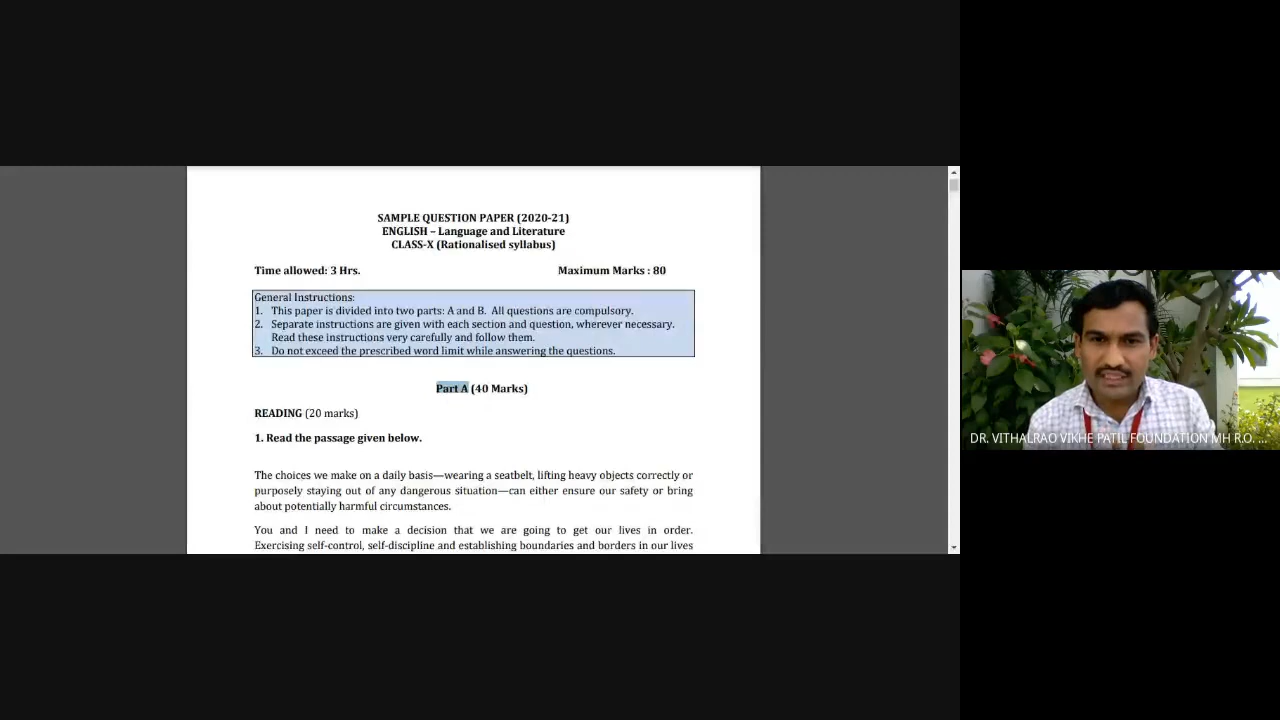 SAMPLE QUESTION PAPER (2020-21)
ENGLISH – Language and Literature
CLASS-X (Rationalised syllabus)
Time allowed: 3 Hrs. Maximum Marks : 80
General Instructions:
1. This paper is divided into two parts: A and B. All questions are compulsory.
2. Separate instructions are given with each section and question, wherever necessary.
Read these instructions very carefully and follow them.
3. Do not exceed the prescribed word limit while answering the questions.
Part A (40 Marks)
READING (20 marks)
1. Read the passage given below.
The choices we make on a daily basis—wearing a seatbelt, lifting heavy objects correctly or
purposely staying out of any dangerous situation—can either ensure our safety or bring
about potentially harmful circumstances.
You and I need to make a decision that we are going to get our lives in order.
Exercising self-control, self-discipline and establishing boundaries and borders in our lives
DR. VITHALRAO VIKHE PATIL FOUNDATION MH R.O. ...